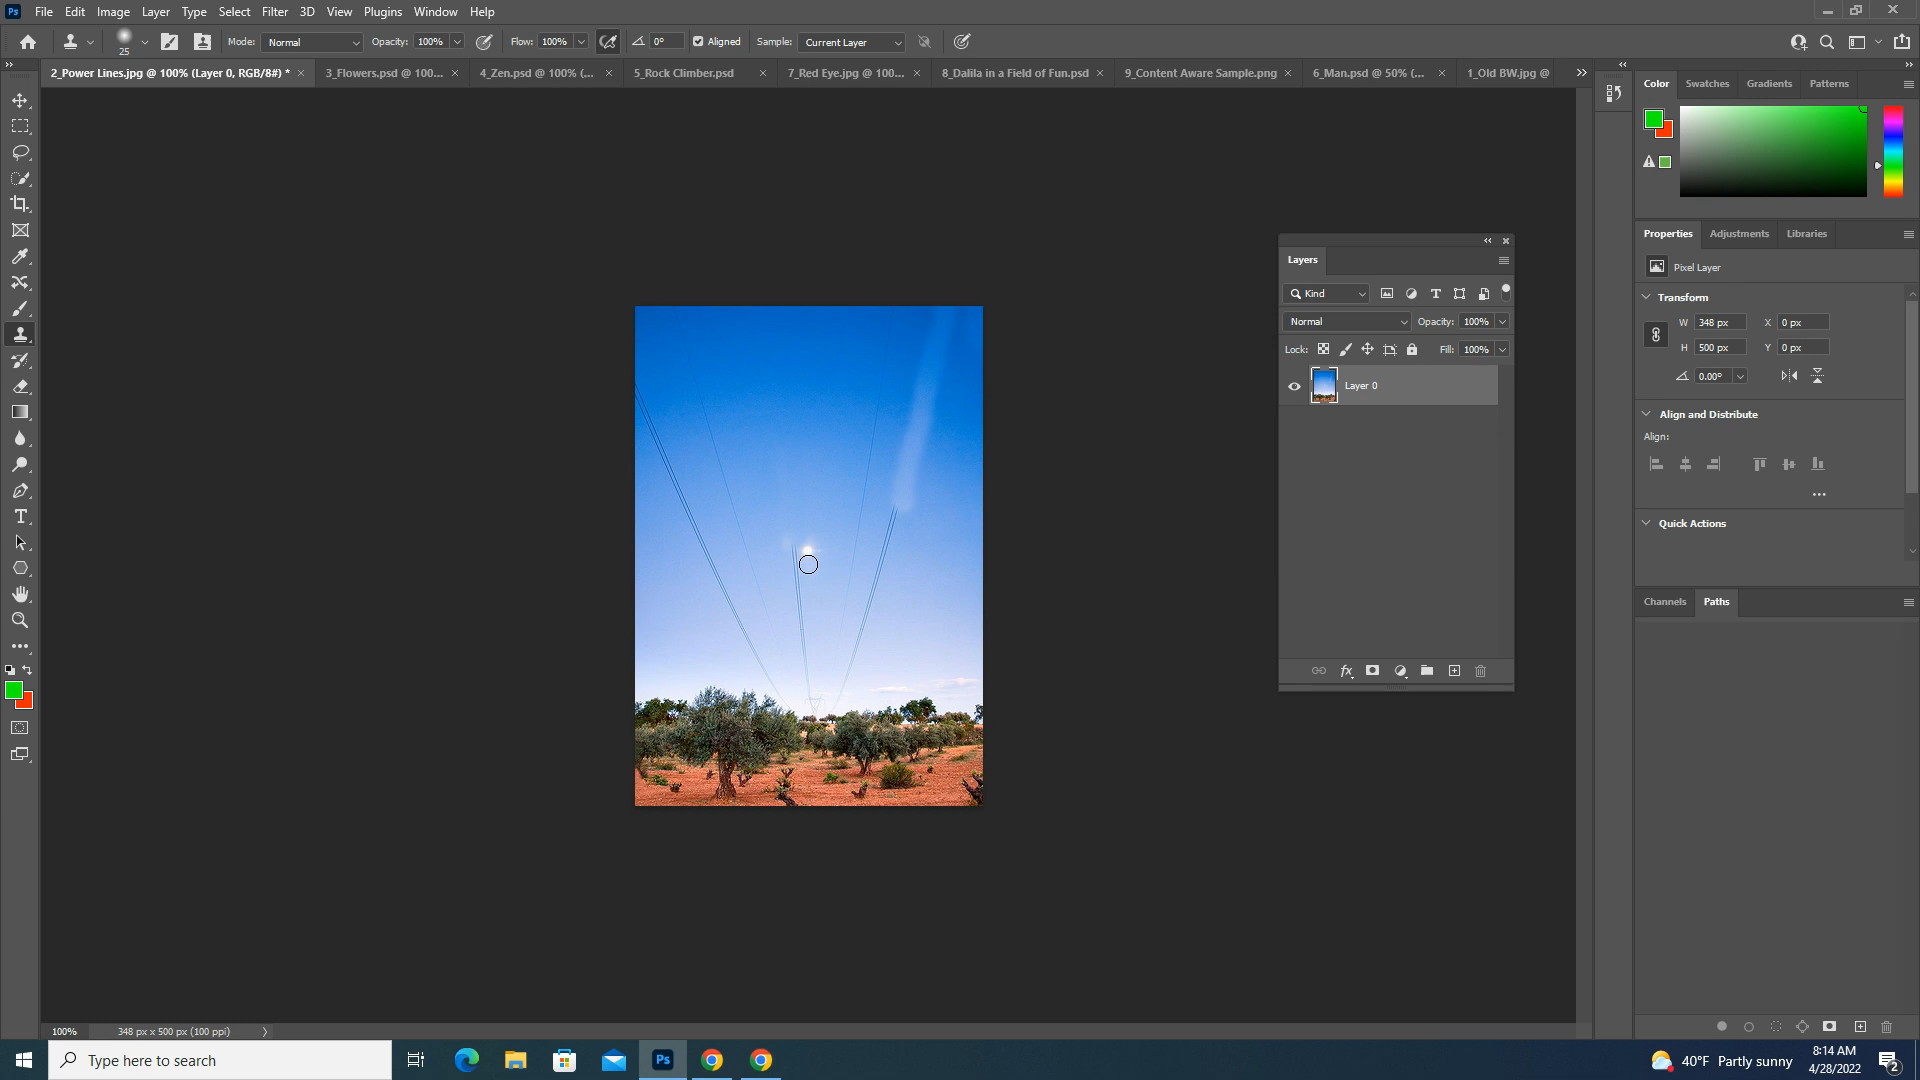 Ps File Edit Image Layer Type Select Filter 3D View Plugins Window Help
25 Mode: Normal Opacity: 100% Flow: 100% 0° Aligned Sample: Current Layer
2_Power Lines.jpg @ 100% (Layer 0, RGB/8#) * 3_Flowers.psd @ 100... 4_Zen.psd @ 100% (... 5_Rock Climber.psd 7_Red Eye.jpg @ 100... 8_Dalila in a Field of Fun.psd 9_Content Aware Sample.png 6_Man.psd @ 50% (... 1_Old BW.jpg @
Color Swatches Gradients Patterns
Properties Adjustments Libraries
Pixel Layer
Transform
W 348 px X 0 px
H 500 px Y 0 px
0.00°
Align and Distribute
Align:
Quick Actions
Channels Paths
Layers
Kind
Normal Opacity: 100%
Lock: Fill: 100%
Layer 0
fx
100% 348 px x 500 px (100 ppi)
Type here to search
Ps
40°F Partly sunny
8:14 AM
4/28/2022
2